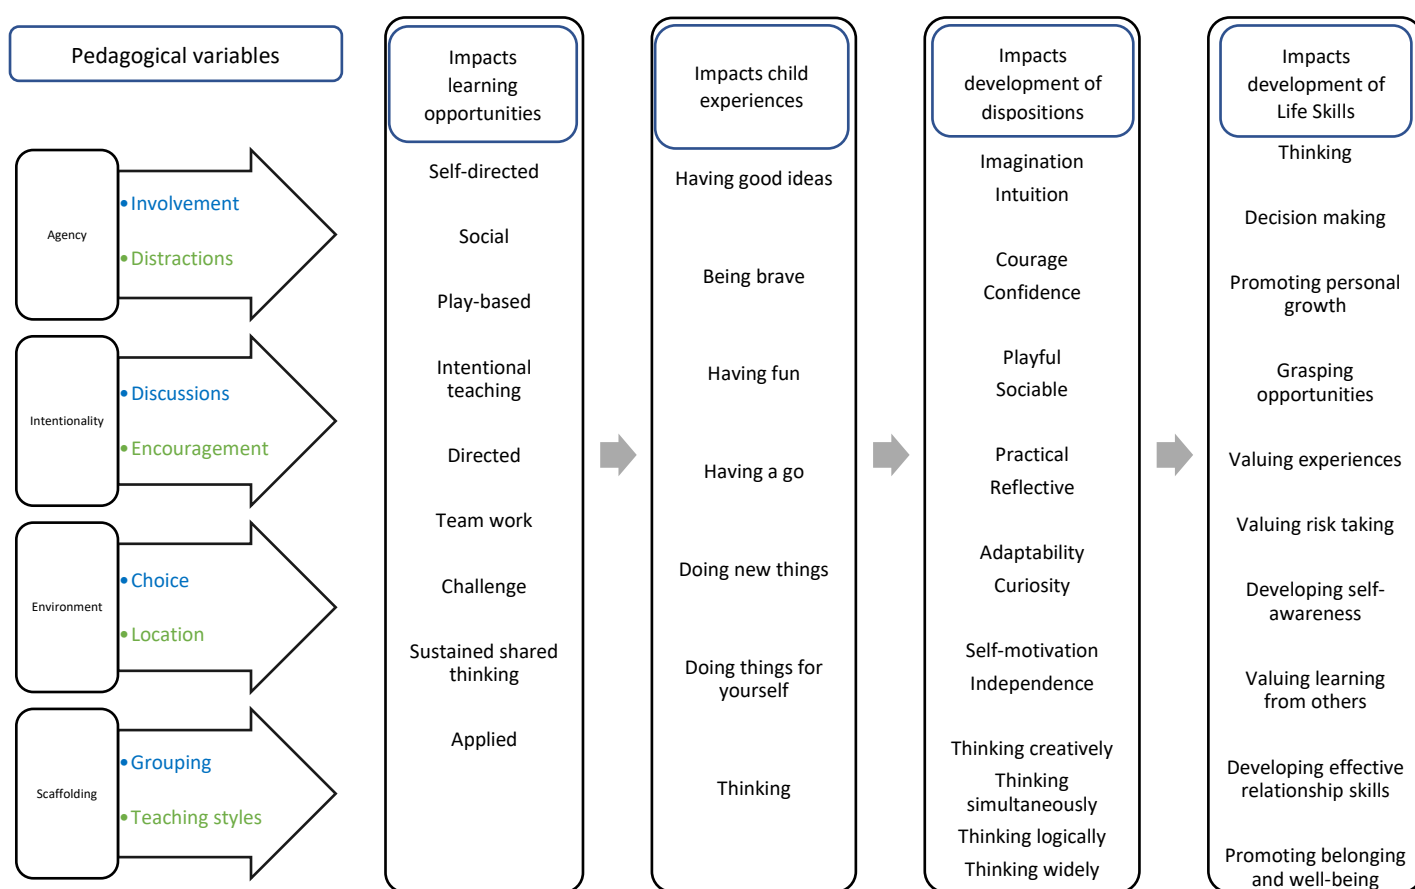 Pedagogical variables
Agency
•Involvement
•Distractions
Intentionality
•Discussions
•Encouragement
Environment
•Choice
•Location
Scaffolding
•Grouping
•Teaching styles
Impacts
learning
opportunities
Self-directed
Social
Play-based
Intentional
teaching
Directed
Team work
Challenge
Sustained shared
thinking
Applied
Impacts child
experiences
Having good ideas
Being brave
Having fun
Having a go
Doing new things
Doing things for
yourself
Thinking
Impacts
development of
dispositions
Imagination
Intuition
Courage
Confidence
Playful
Sociable
Practical
Reflective
Adaptability
Curiosity
Self-motivation
Independence
Thinking creatively
Thinking
simultaneously
Thinking logically
Thinking widely
Impacts
development of
Life Skills
Thinking
Decision making
Promoting personal
growth
Grasping
opportunities
Valuing experiences
Valuing risk taking
Developing self-
awareness
Valuing learning
from others
Developing effective
relationship skills
Promoting belonging
and well-being